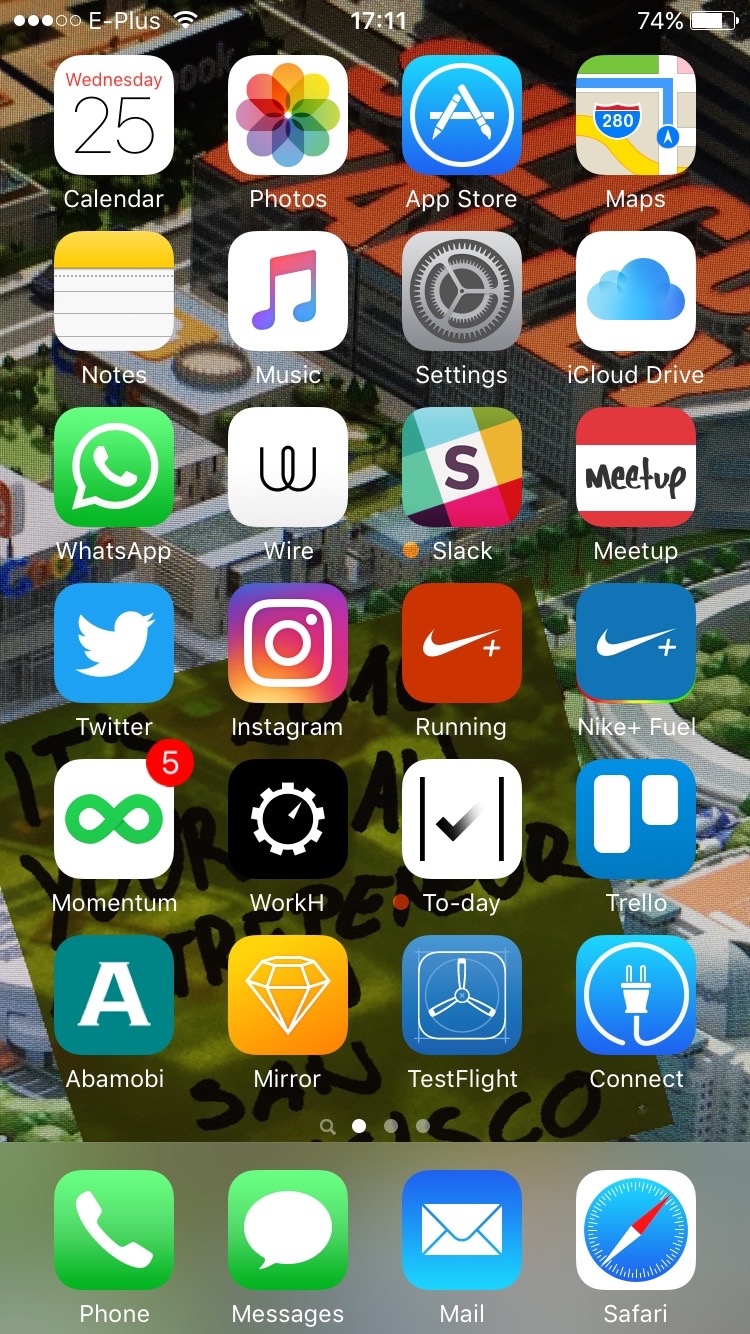 E-Plus 17:11 74%
Wednesday
25
280
Calendar Photos App Store Maps
Notes Music Settings iCloud Drive
S Meetup
WhatsApp Wire Slack Meetup
Twitter Instagram Running Nike+ Fuel
5
Momentum WorkH To-day Trello
A
Abamobi Mirror TestFlight Connect
YOUR
SAN
Phone Messages Mail Safari